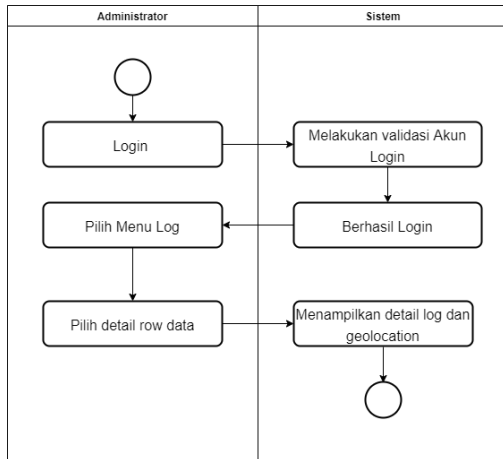 Administrator
Sistem
Login
Melakukan validasi Akun
Login
Pilih Menu Log
Berhasil Login
Pilih detail row data
Menampilkan detail log dan
geolocation